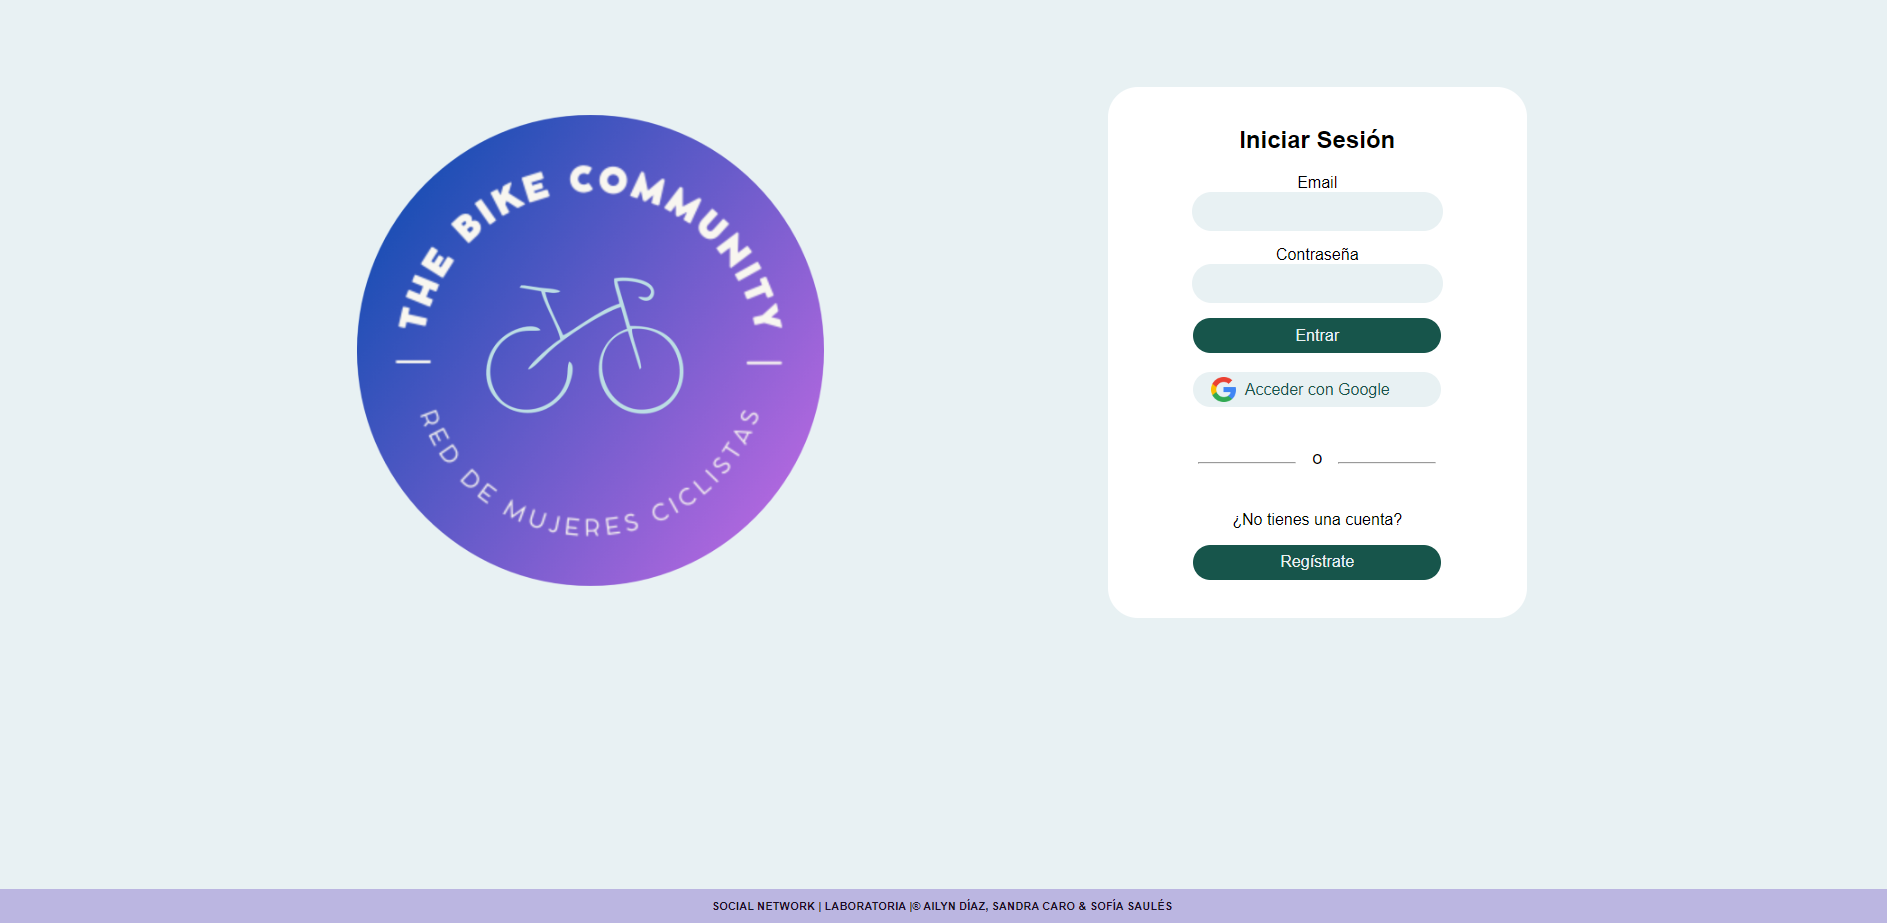 THE BIKE COMMUNITY
RED DE MUJERES CICLISTAS
Iniciar Sesión
Email
Contraseña
Entrar
Acceder con Google
o
¿No tienes una cuenta?
Regístrate
SOCIAL NETWORK | LABORATORIA |® AILYN DÍAZ, SANDRA CARO & SOFÍA SAULÉS